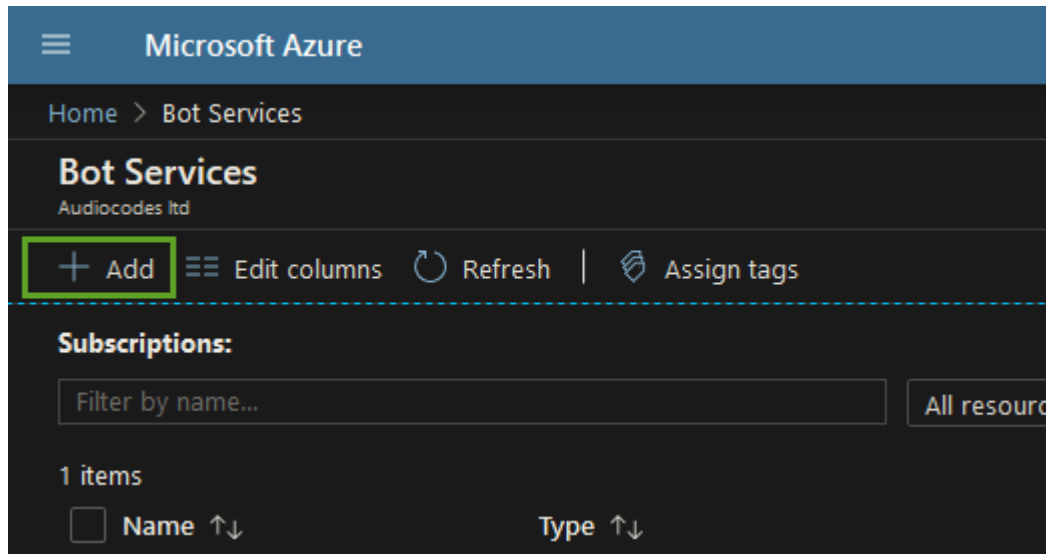 Microsoft Azure
Home > Bot Services
Bot Services
Audiocodes ltd
+ Add Edit columns Refresh | Assign tags
Subscriptions:
Filter by name...
All resourc
1 items
Name ↑↓ Type ↑↓